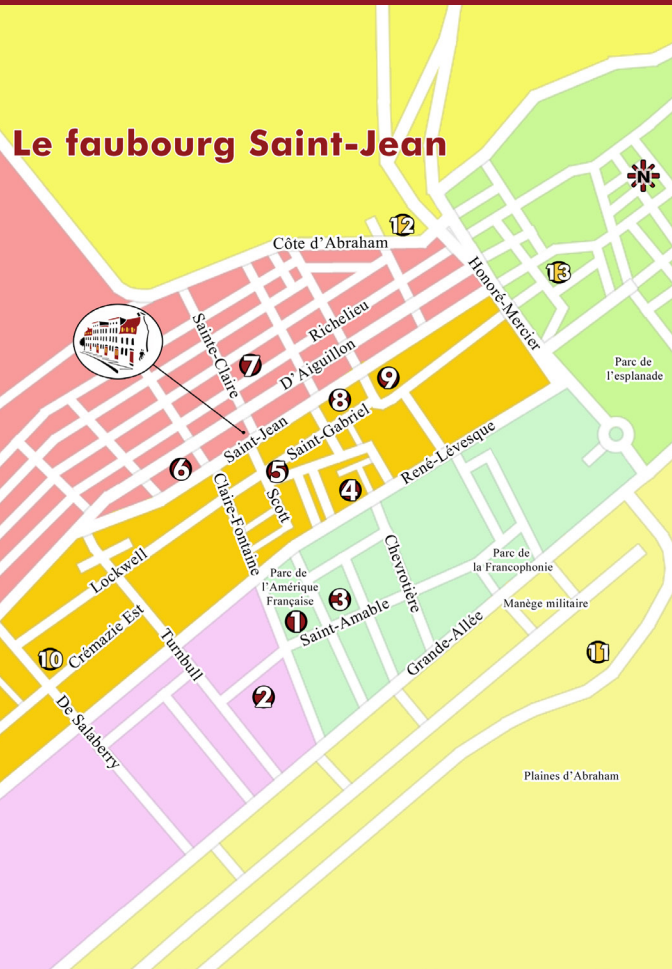 Le faubourg Saint-Jean
N
12
Côte d'Abraham
13
Honoré-Mercier
Sainte-Claire
Richelieu
D'Aiguillon
7
Parc de
l'esplanade
9
8
Saint-Jean
Saint-Gabriel
René-Lévesque
6
5
4
Scott
Claire-Fontaine
Lockwell
Chevrotière
Parc de
la Francophonie
Parc de
l'Amérique
Française
3
Manège militaire
1
Saint-Amable
Crémazie Est
Grande-Allée
10
Turnbull
11
2
De Salaberry
Plaines d'Abraham